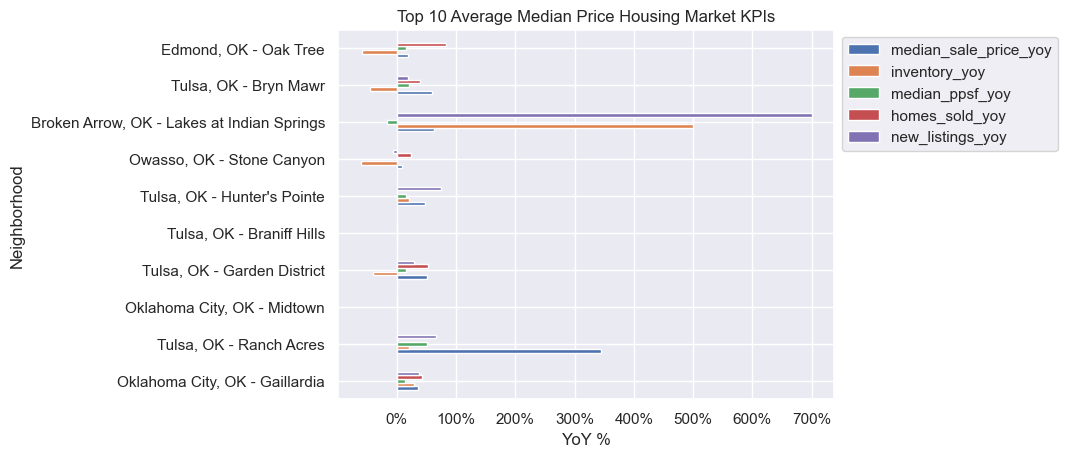 Top 10 Average Median Price Housing Market KPIs
Neighborhood
Edmond, OK - Oak Tree
Tulsa, OK - Bryn Mawr
Broken Arrow, OK - Lakes at Indian Springs
Owasso, OK - Stone Canyon
Tulsa, OK - Hunter's Pointe
Tulsa, OK - Braniff Hills
Tulsa, OK - Garden District
Oklahoma City, OK - Midtown
Tulsa, OK - Ranch Acres
Oklahoma City, OK - Gaillardia
0% 100% 200% 300% 400% 500% 600% 700%
YoY %
median_sale_price_yoy
inventory_yoy
median_ppsf_yoy
homes_sold_yoy
new_listings_yoy